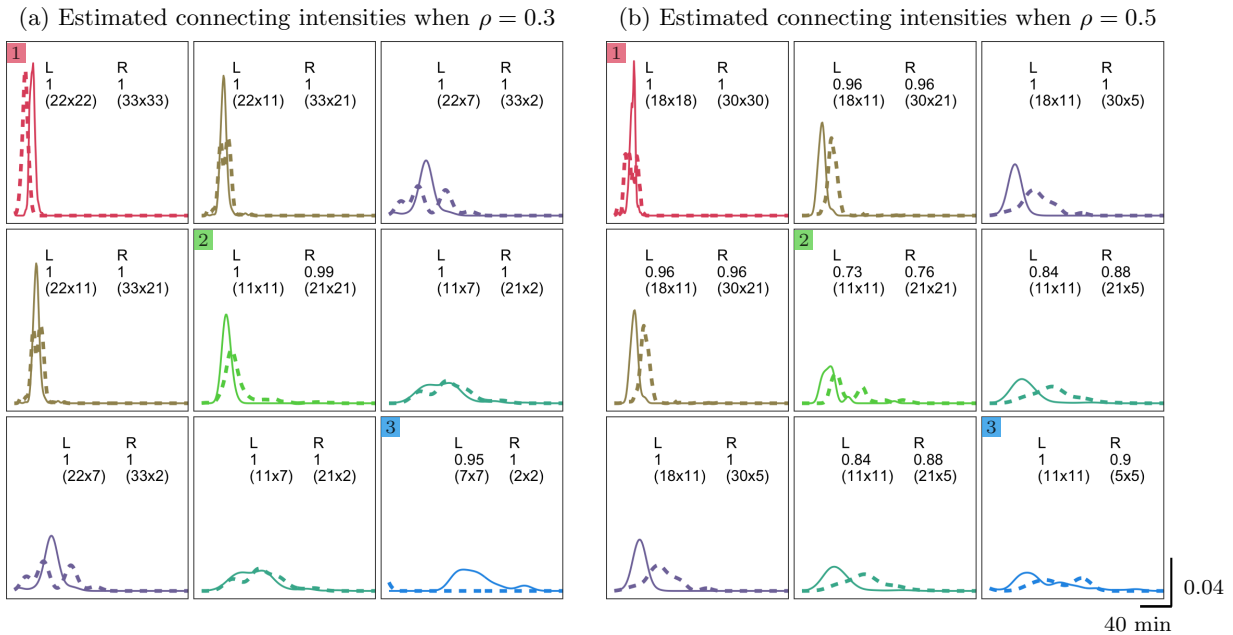 (a) Estimated connecting intensities when ρ = 0.3
(b) Estimated connecting intensities when ρ = 0.5
1
L R
1 1
(22x22) (33x33)
L R
1 1
(22x11) (33x21)
L R
1 1
(22x7) (33x2)
1
L R
1 1
(18x18) (30x30)
L R
0.96 0.96
(18x11) (30x21)
L R
1 1
(18x11) (30x5)
L R
1 1
(22x11) (33x21)
2
L R
1 0.99
(11x11) (21x21)
L R
1 1
(11x7) (21x2)
L R
0.96 0.96
(18x11) (30x21)
2
L R
0.73 0.76
(11x11) (21x21)
L R
0.84 0.88
(11x11) (21x5)
L R
1 1
(22x7) (33x2)
L R
1 1
(11x7) (21x2)
3
L R
0.95 1
(7x7) (2x2)
L R
1 1
(18x11) (30x5)
L R
0.84 0.88
(11x11) (21x5)
3
L R
1 0.9
(11x11) (5x5)
0.04
40 min